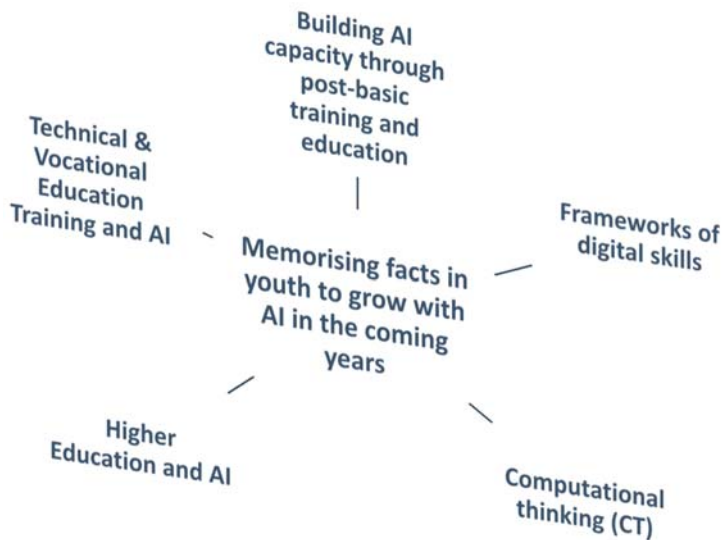 Building AI
capacity through
post-basic
training and
education
Technical &
Vocational
Education
Training and AI
Frameworks of
digital skills
Memorising facts in
youth to grow with
AI in the coming
years
Higher
Education and AI
Computational
thinking (CT)